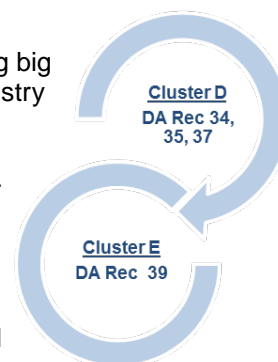 big
stry
Cluster D
DA Rec 34,
35, 37
Cluster E
DA Rec 39